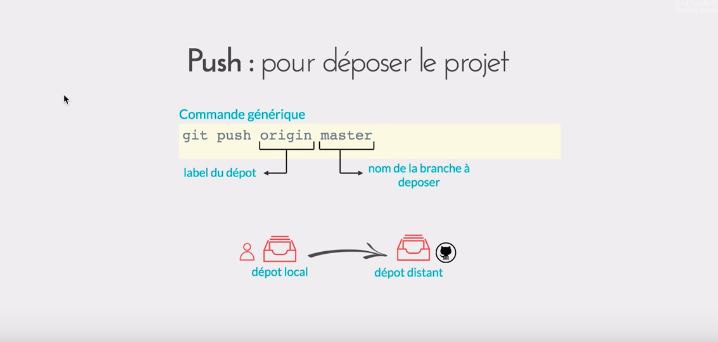 Push : pour déposer le projet
Commande générique
git push origin master
label du dépot
nom de la branche à
deposer
dépot local
dépot distant